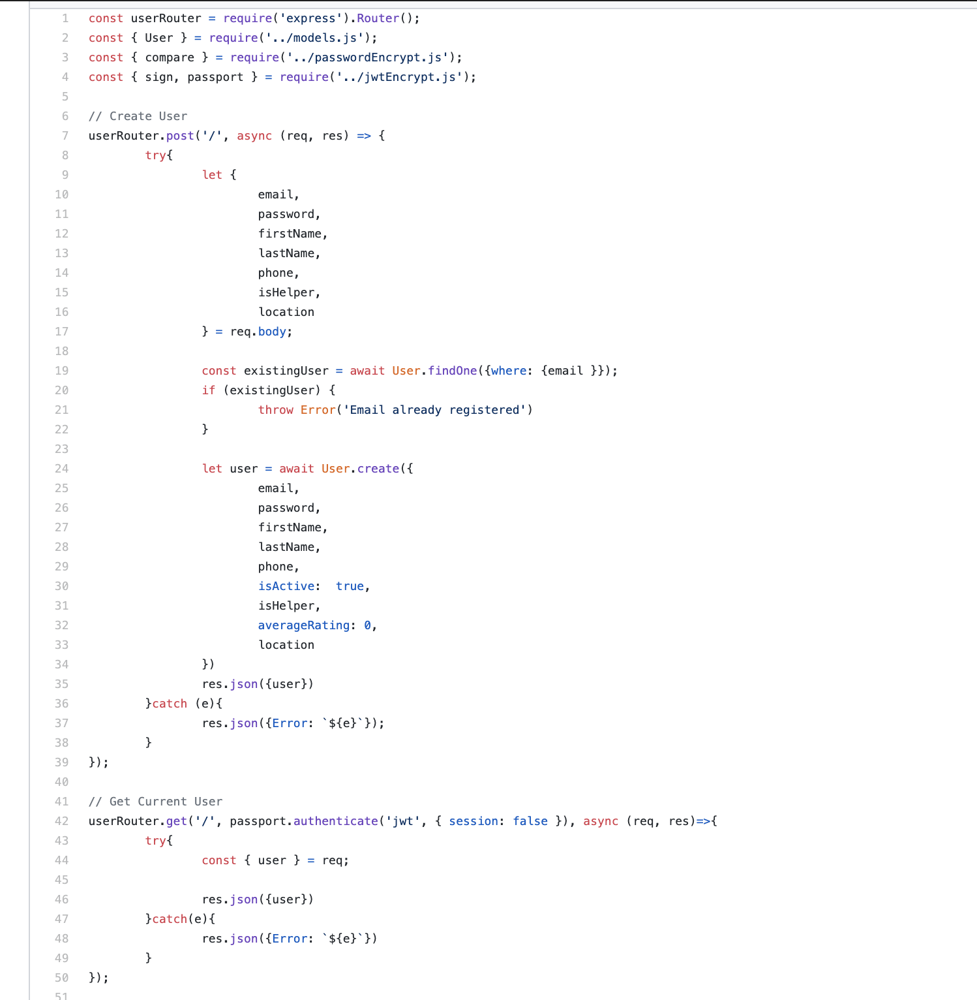 1 const userRouter = require('express').Router();
2 const { User } = require('../models.js');
3 const { compare } = require('../passwordEncrypt.js');
4 const { sign, passport } = require('../jwtEncrypt.js');
5
6 // Create User
7 userRouter.post('/', async (req, res) => {
8 try{
9 let {
10 email,
11 password,
12 firstName,
13 lastName,
14 phone,
15 isHelper,
16 location
17 } = req.body;
18
19 const existingUser = await User.findOne({where: {email }});
20 if (existingUser) {
21 throw Error('Email already registered')
22 }
23
24 let user = await User.create({
25 email,
26 password,
27 firstName,
28 lastName,
29 phone,
30 isActive:  true,
31 isHelper,
32 averageRating: 0,
33 location
34 })
35 res.json({user})
36 }catch (e){
37 res.json({Error: `${e}`});
38 }
39 });
40
41 // Get Current User
42 userRouter.get('/', passport.authenticate('jwt', { session: false }), async (req, res)=>{
43 try{
44 const { user } = req;
45
46 res.json({user})
47 }catch(e){
48 res.json({Error: `${e}`})
49 }
50 });
51